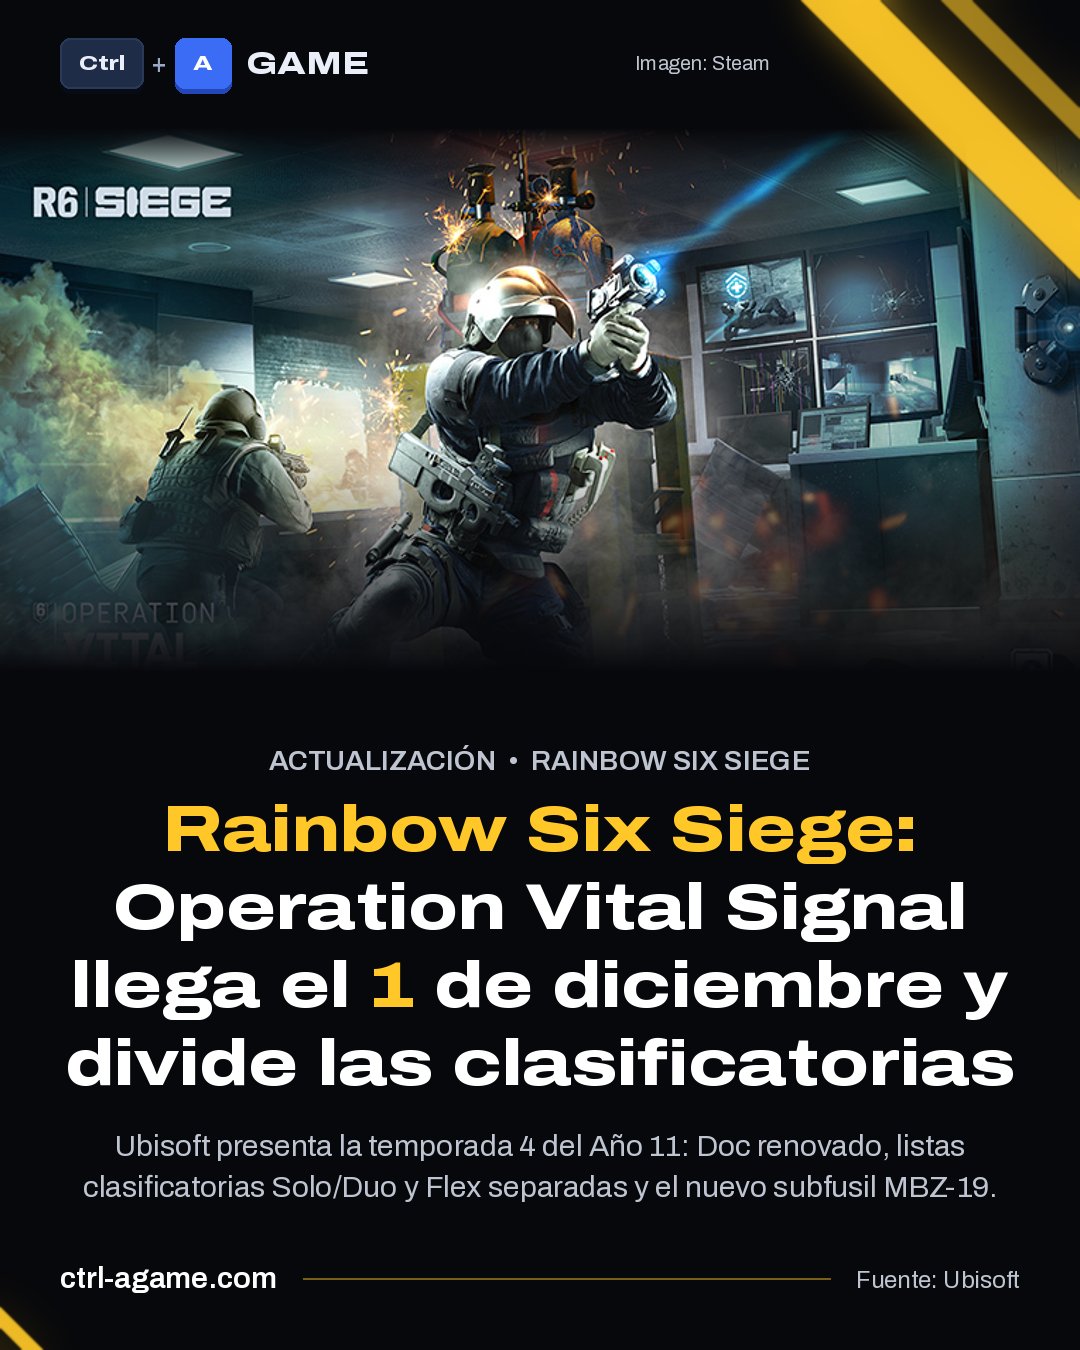 Ctrl + A GAME
Imagen: Steam
R6 | SIEGE
6 OPERATION
VITAL
ACTUALIZACIÓN • RAINBOW SIX SIEGE
Rainbow Six Siege:
Operation Vital Signal
llega el 1 de diciembre y
divide las clasificatorias
Ubisoft presenta la temporada 4 del Año 11: Doc renovado, listas
clasificatorias Solo/Duo y Flex separadas y el nuevo subfusil MBZ-19.
ctrl-agame.com
Fuente: Ubisoft